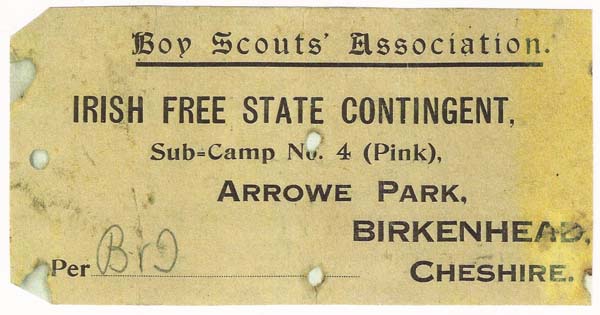 Boy Scouts' Association.
IRISH FREE STATE CONTINGENT,
Sub=Camp No. 4 (Pink),
ARROWE PARK,
BIRKENHEAD,
CHESHIRE.
Per